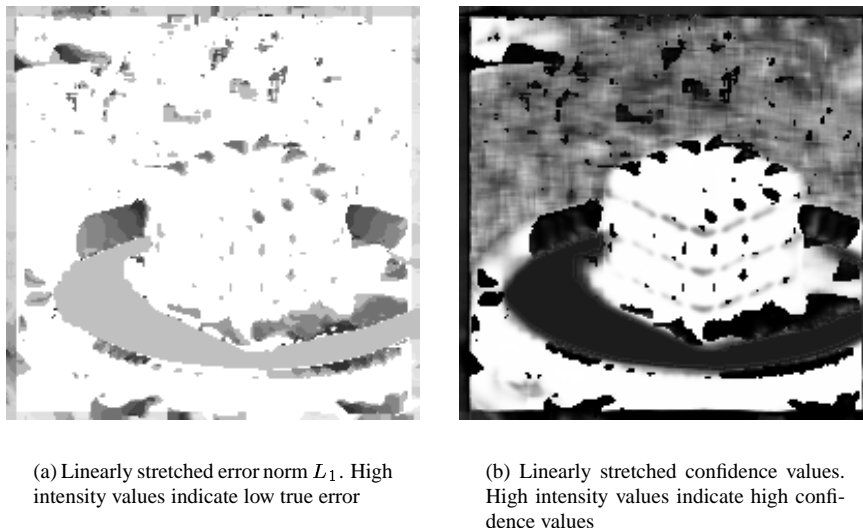 (a) Linearly stretched error norm L1. High
intensity values indicate low true error
(b) Linearly stretched confidence values.
High intensity values indicate high confi-
dence values